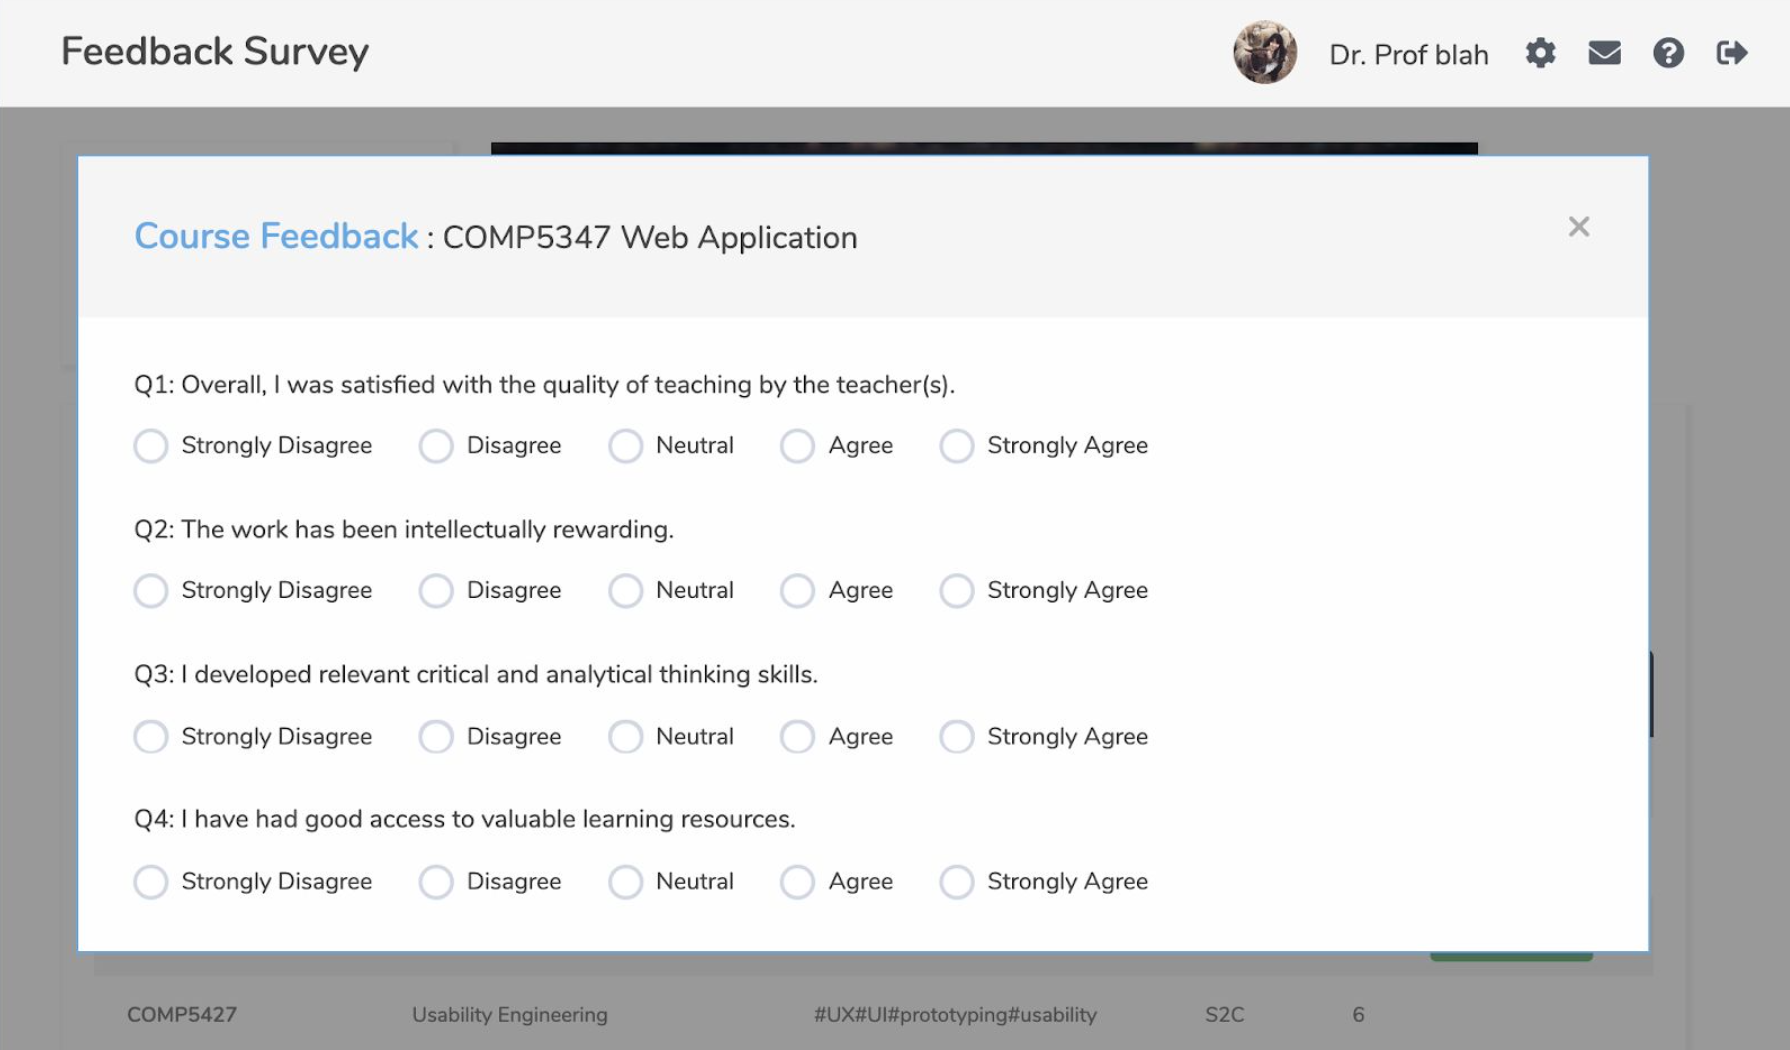 Feedback Survey
Dr. Prof blah
Course Feedback : COMP5347 Web Application
Q1: Overall, I was satisfied with the quality of teaching by the teacher(s).
Strongly Disagree Disagree Neutral Agree Strongly Agree
Q2: The work has been intellectually rewarding.
Strongly Disagree Disagree Neutral Agree Strongly Agree
Q3: I developed relevant critical and analytical thinking skills.
Strongly Disagree Disagree Neutral Agree Strongly Agree
Q4: I have had good access to valuable learning resources.
Strongly Disagree Disagree Neutral Agree Strongly Agree
COMP5427 Usability Engineering #UX#UI#prototyping#usability S2C 6